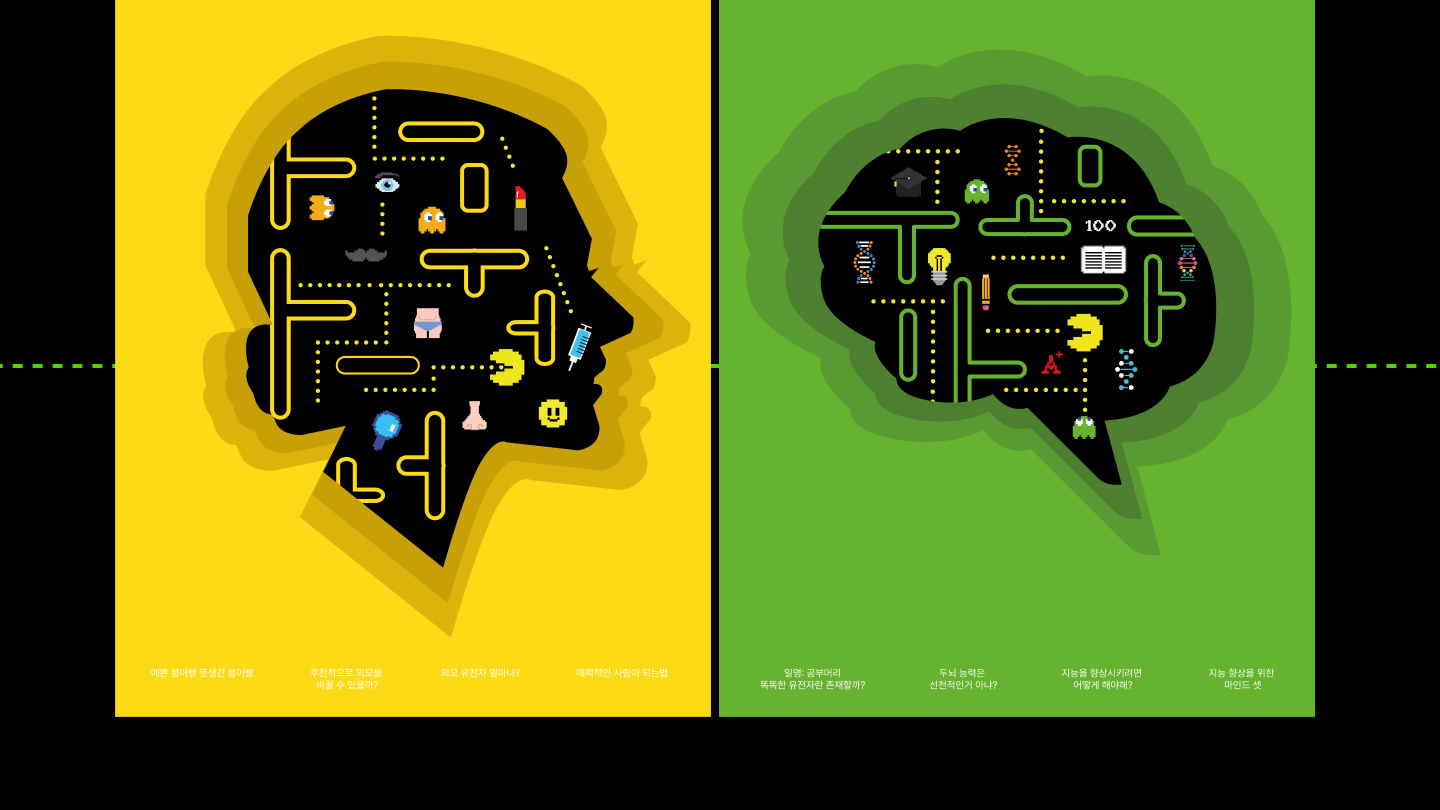 100
A+
예쁜 붕어빵 못생긴 붕어빵
후천적으로 외모를
바꿀 수 있을까?
외모 유전자 얼마나?
매력적인 사람이 되는법
일명: 공부머리
똑똑한 유전자란 존재할까?
두뇌 능력은
선천적인거 아냐?
지능을 향상시키려면
어떻게 해야해?
지능 향상을 위한
마인드 셋